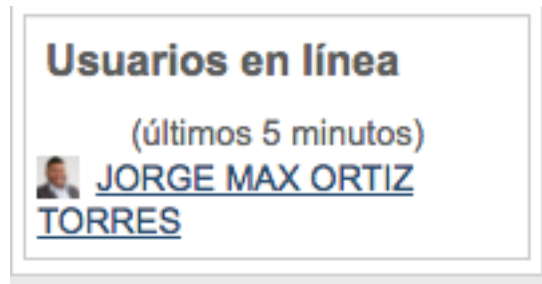 Usuarios en línea
(últimos 5 minutos)
JORGE MAX ORTIZ
TORRES